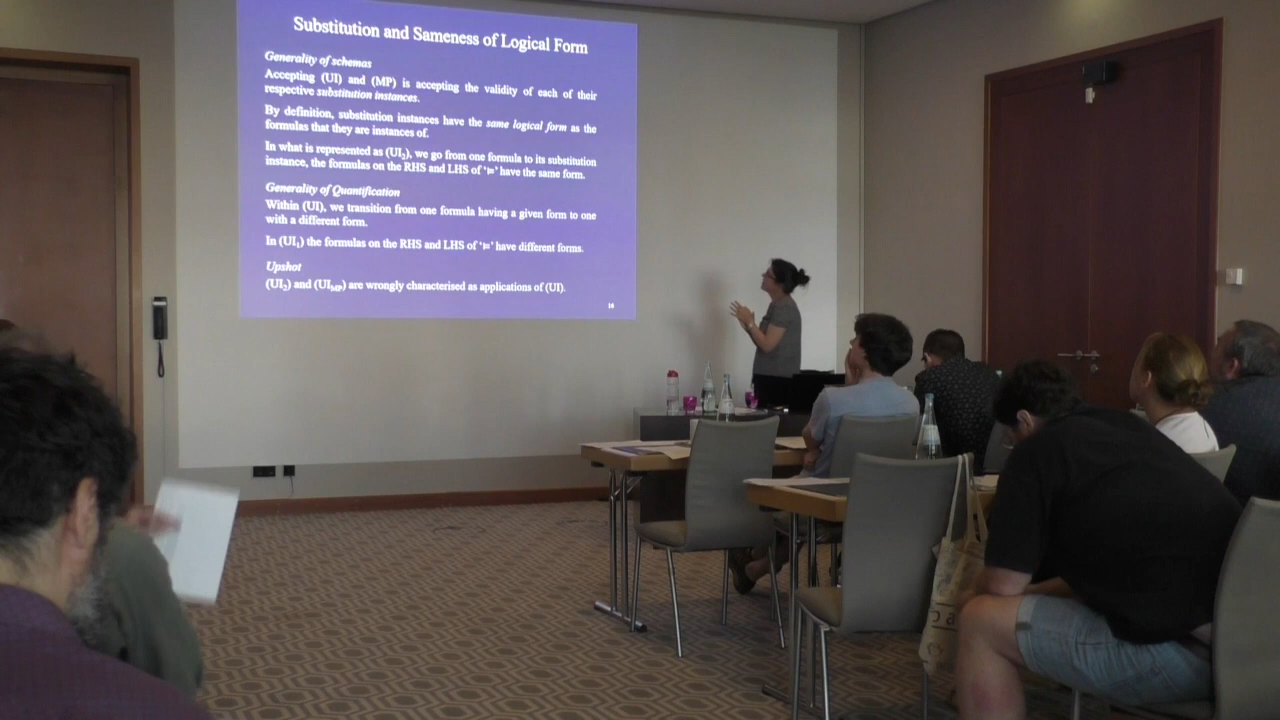 Substitution and Sameness of Logical Form
Generality of schemas
Accepting (UI) and (MP) is accepting the validity of each of their
respective substitution instances.
By definition, substitution instances have the same logical form as the
formulas that they are instances of.
In what is represented as (UI₂), we go from one formula to its substitution
instance, the formulas on the RHS and LHS of '⊨' have the same form.
Generality of Quantification
Within (UI), we transition from one formula having a given form to one
with a different form.
In (UI₁) the formulas on the RHS and LHS of '⊨' have different forms.
Upshot
(UI₂) and (UI_MP) are wrongly characterised as applications of (UI).
16